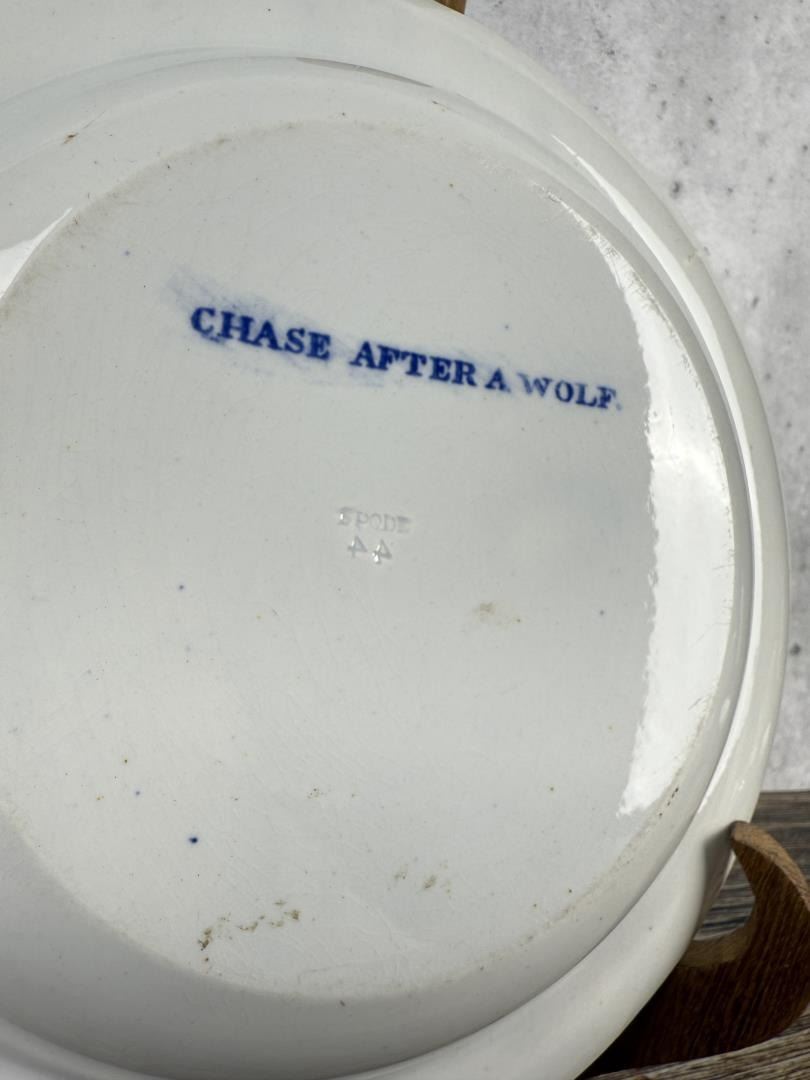 CHASE AFTER A WOLF.
SPODE
44